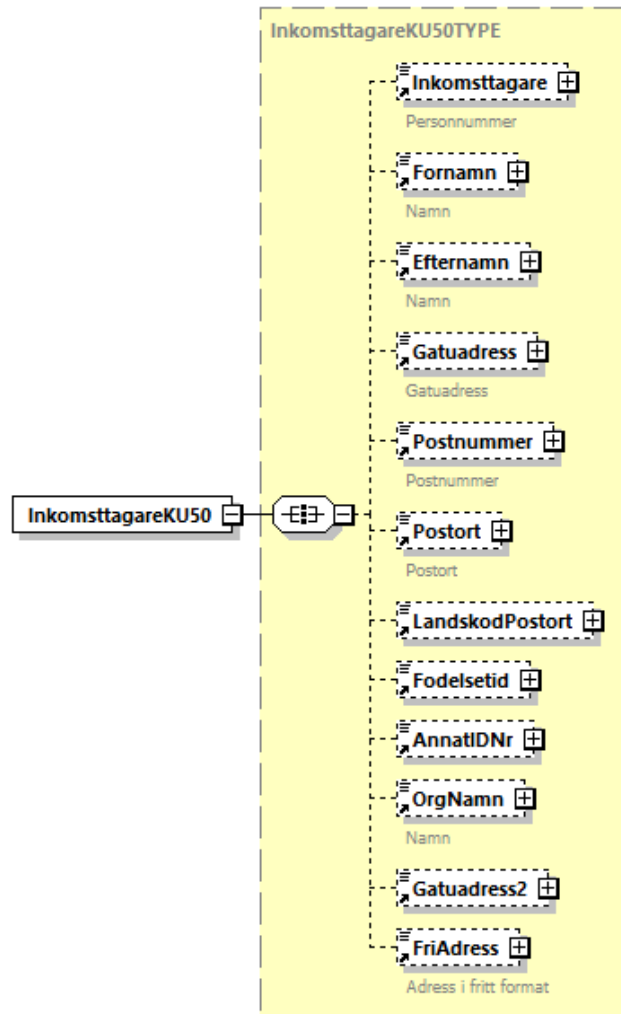 InkomsttagareKU50TYPE
Inkomsttagare
Personnummer
Fornamn
Namn
Efternamn
Namn
Gatuadress
Gatuadress
Postnummer
Postnummer
InkomsttagareKU50
Postort
Postort
LandskodPostort
Fodelsetid
AnnatIDNr
OrgNamn
Namn
Gatuadress2
FriAdress
Adress i fritt format